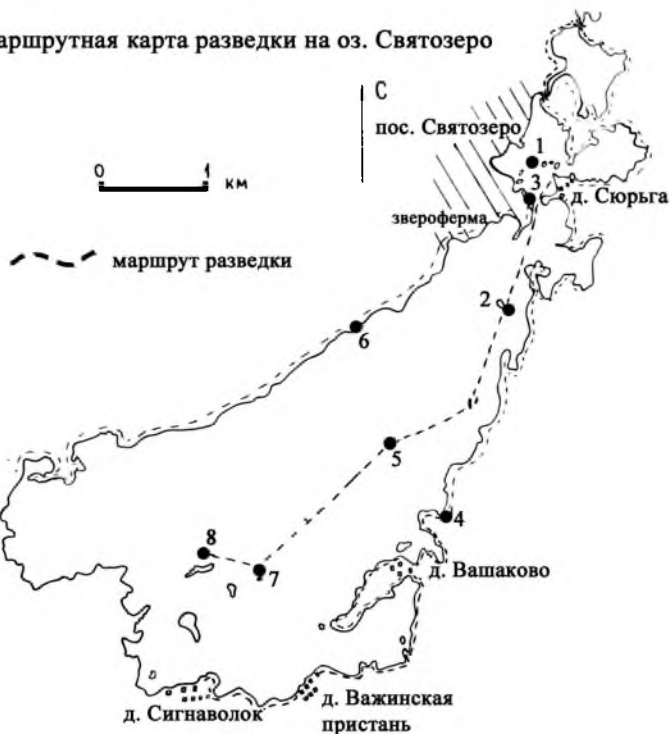 аршрутная карта разведки на оз. Святозеро
С
пос. Святозеро
0 1
км
1
3
д. Сюрьга
звероферма
маршрут разведки
2
6
5
4
8
7
д. Вашаково
д. Сигнаволок
д. Важинская
пристань